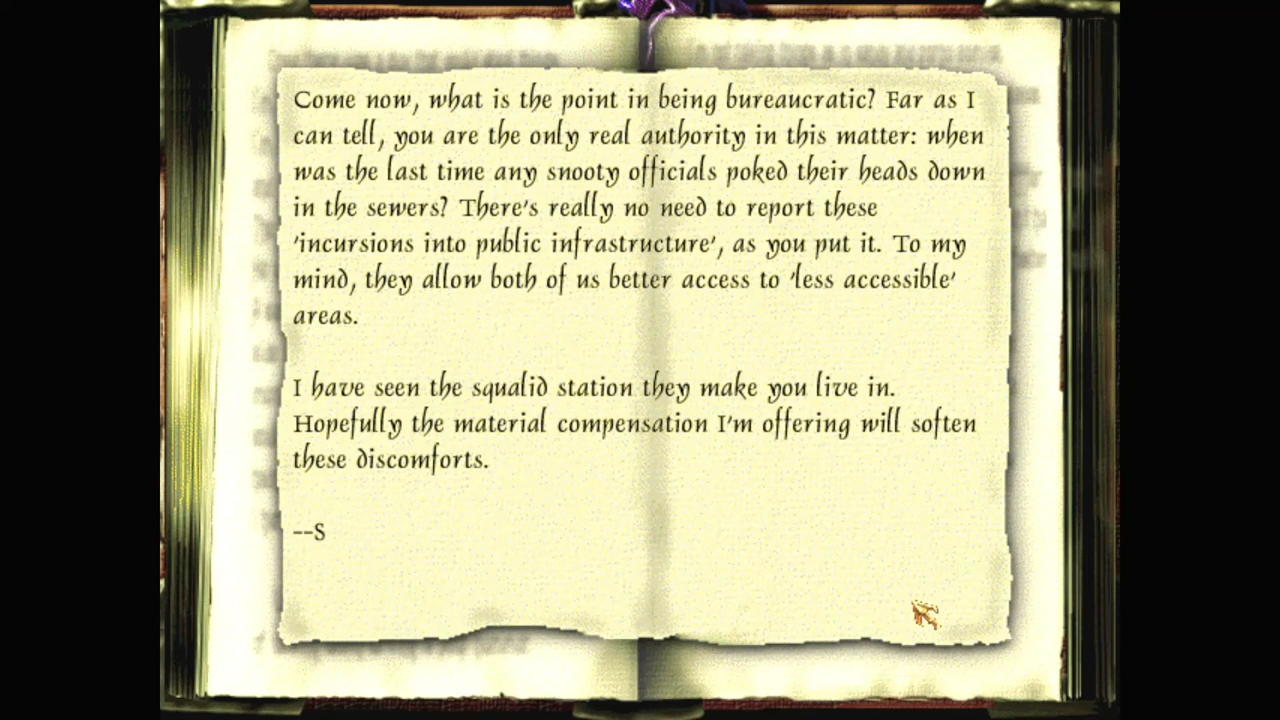 Come now, what is the point in being bureaucratic? Far as I
can tell, you are the only real authority in this matter: when
was the last time any snooty officials poked their heads down
in the sewers? There's really no need to report these
'incursions into public infrastructure', as you put it. To my
mind, they allow both of us better access to 'less accessible'
areas.
I have seen the squalid station they make you live in.
Hopefully the material compensation I'm offering will soften
these discomforts.
--S